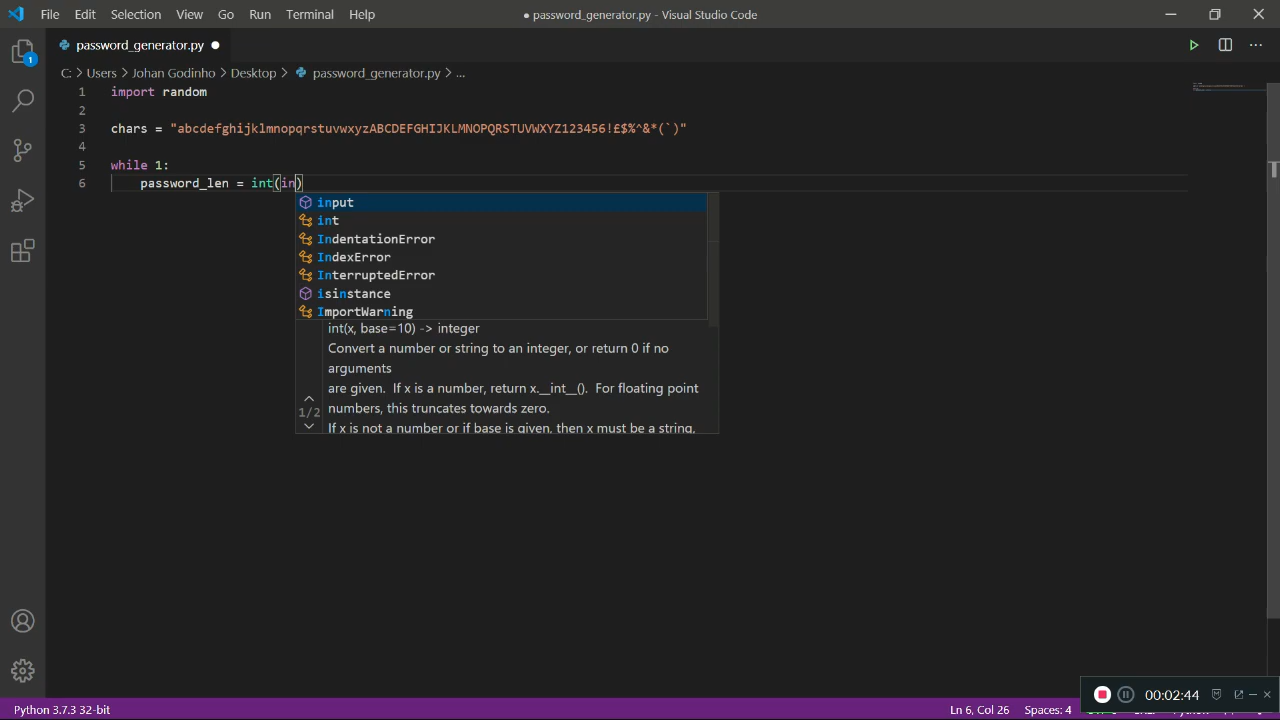 File Edit Selection View Go Run Terminal Help
● password_generator.py - Visual Studio Code
1
password_generator.py ●
C: > Users > Johan Godinho > Desktop > password_generator.py > ...
1 import random
2
3 chars = "abcdefghijklmnopqrstuvwxyzABCDEFGHIJKLMNOPQRSTUVWXYZ123456!£$%^&*(`)"
4
5 while 1:
6 password_len = int(in)
input
int
IndentationError
IndexError
InterruptedError
isinstance
ImportWarning
int(x, base=10) -> integer
Convert a number or string to an integer, or return 0 if no
arguments
are given. If x is a number, return x.__int__(). For floating point
1/2
numbers, this truncates towards zero.
If x is not a number or if base is given, then x must be a string,
00:02:44
Python 3.7.3 32-bit
Ln 6, Col 26 Spaces: 4